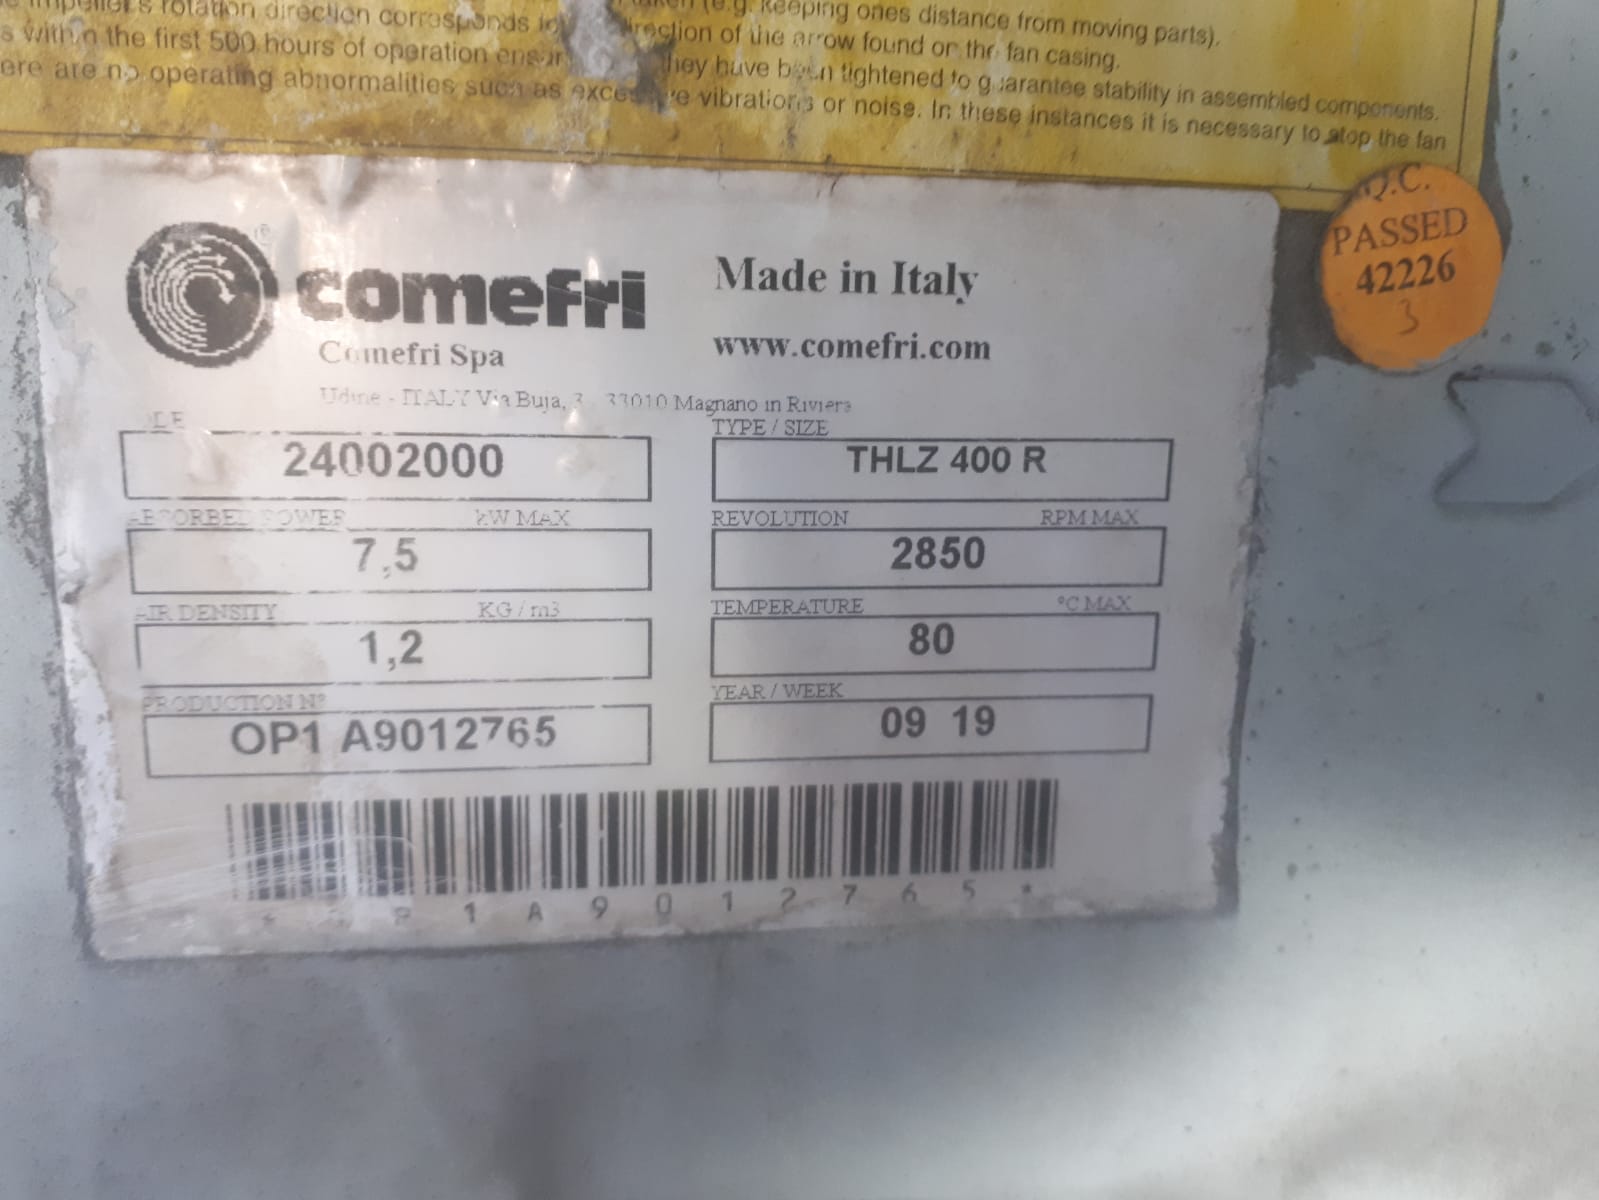 rotation direction corresponds to direction of the arrow found on the fan casing.
(e.g. keeping ones distance from moving parts).
s within the first 500 hours of operation ensur they have been tightened to guarantee stability in assembled components.
ere are no operating abnormalities such as excessive vibrations or noise. In these instances it is necessary to stop the fan
Q.C.
PASSED
42226
3
comefri
®
Made in Italy
Comefri Spa
www.comefri.com
Udine - ITALY Via Buja, 3 33010 Magnano in Riviera
TYPE / SIZE
24002000
THLZ 400 R
ABSORBED POWER kW MAX
REVOLUTION RPM MAX
7,5
2850
AIR DENSITY KG / m3
TEMPERATURE °C MAX
1,2
80
PRODUCTION N°
YEAR / WEEK
OP1 A9012765
09 19
* P 1 A 9 0 1 2 7 6 5 *